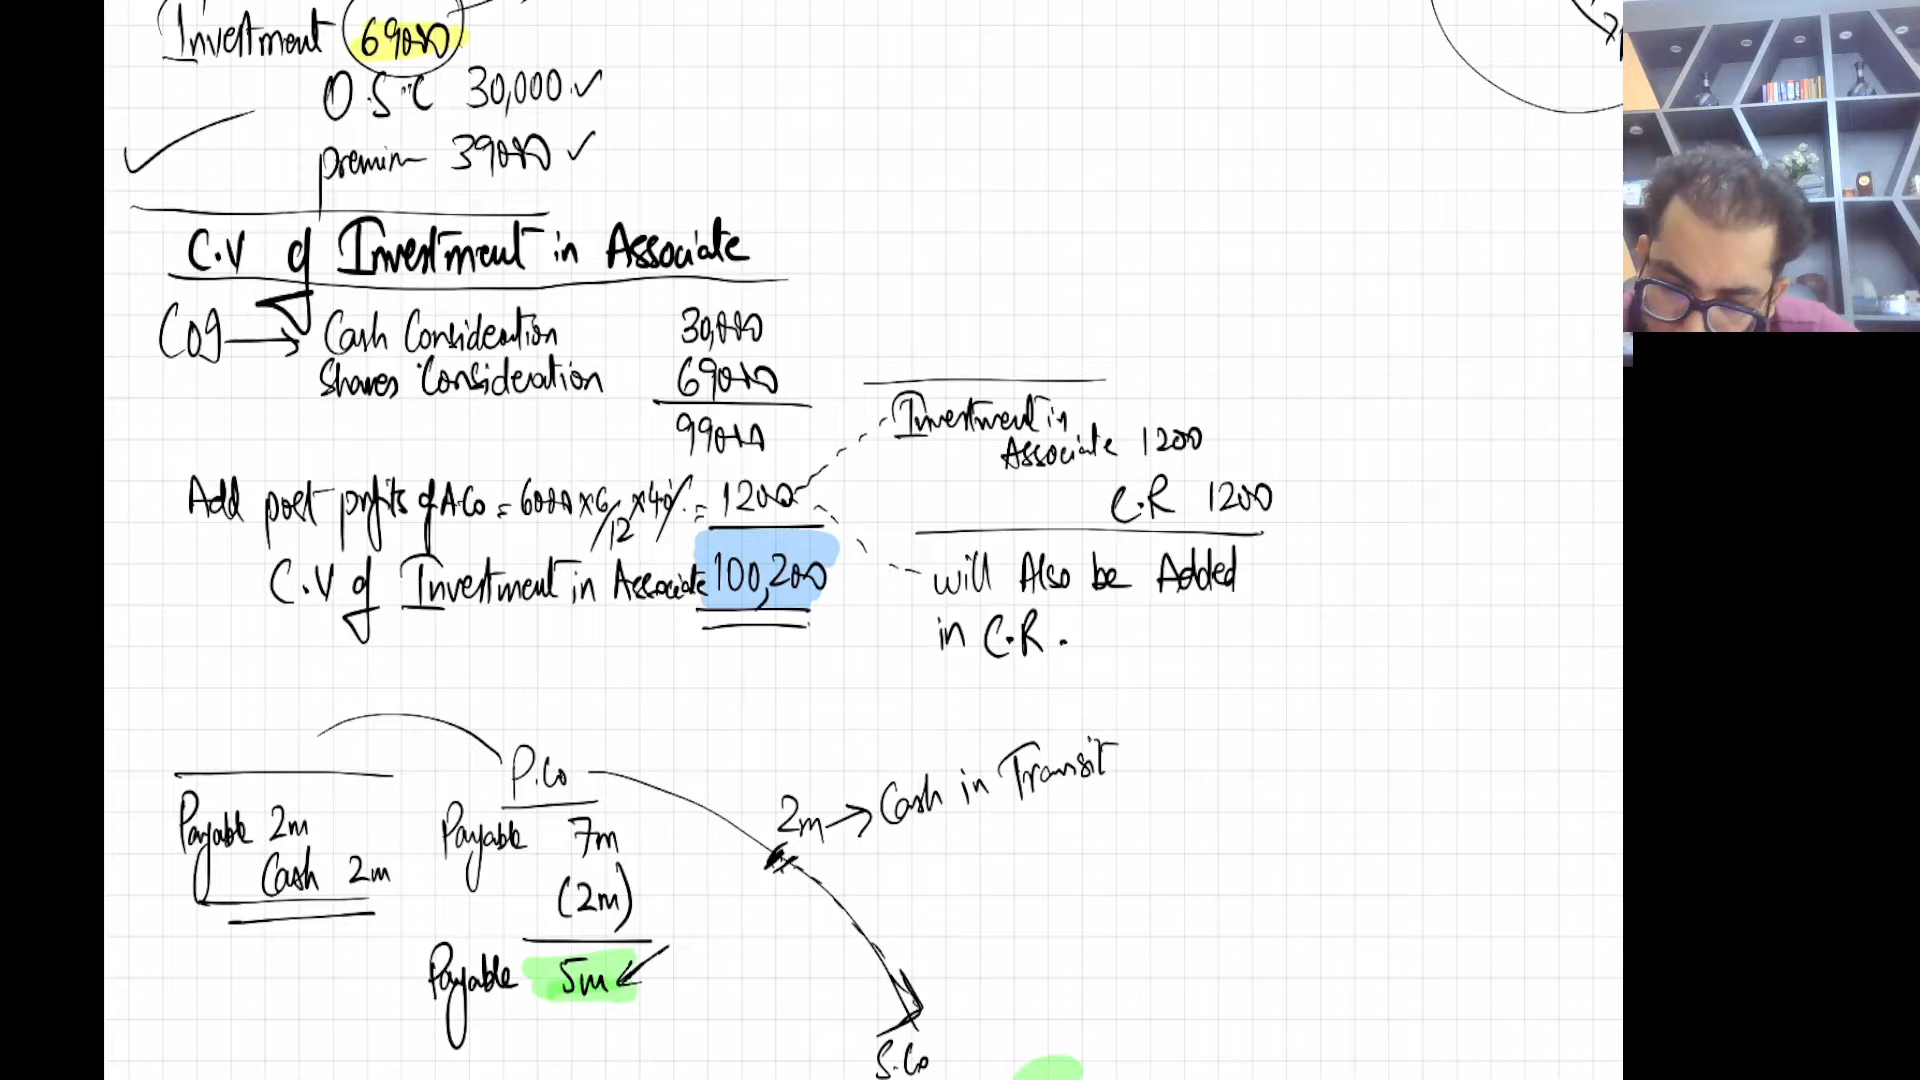 Investment 69000
O.S.C 30,000 ✓
premium 39000 ✓
C.V of Investment in Associate
Cog → Cash Consideration 30,000
Shares Consideration 69000
99000
Add post profits of A.Co = 6000 x 6/12 x 40% = 1200
C.V of Investment in Associate 100,200
Investment in
Associate 1200
C.R 1200
will Also be Added
in C.R.
Payable 2m
Cash 2m
P.Co
Payable 7m
(2m)
Payable 5m
2m → Cash in Transit
S.Co